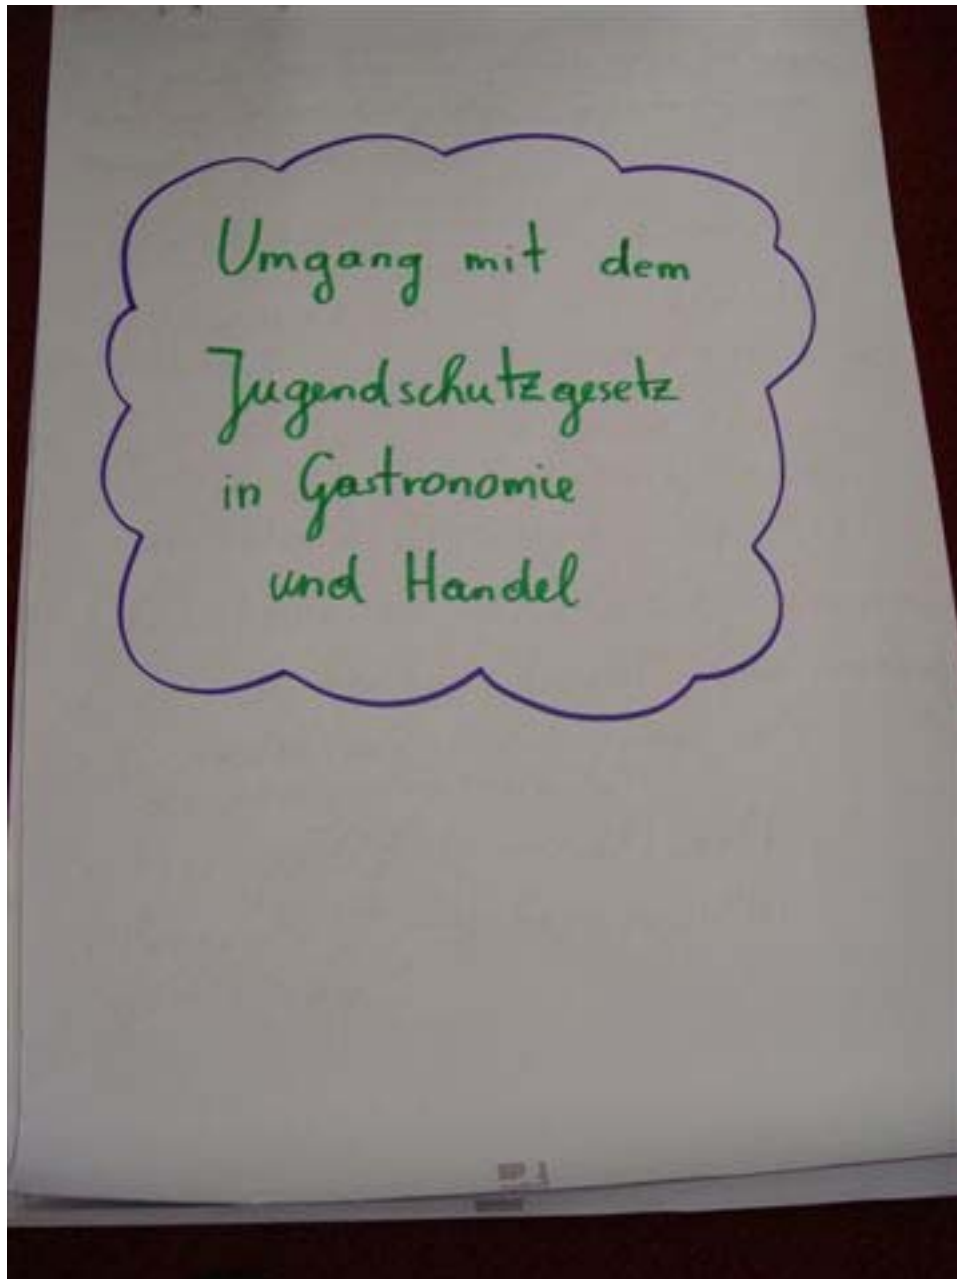 Umgang mit dem
Jugendschutzgesetz
in Gastronomie
und Handel